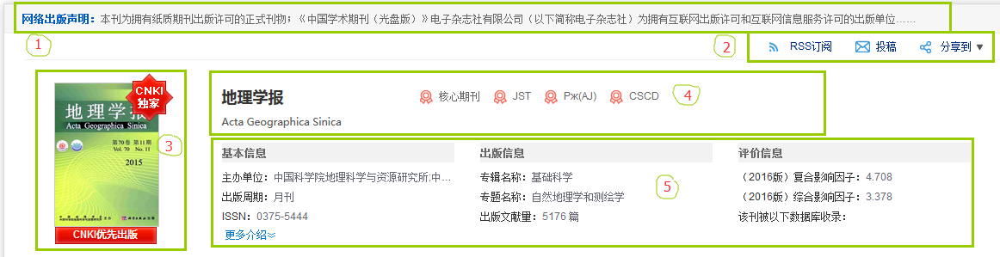 网络出版声明：本刊为拥有纸质期刊出版许可的正式刊物；《中国学术期刊（光盘版）》电子杂志社有限公司（以下简称电子杂志社）为拥有互联网出版许可和互联网信息服务许可的出版单位……
1
2
RSS订阅 投稿 分享到
CNKI
独家
地理学报
Acta Geographica Sinica
第70卷 第11期
Vol. 70 No. 11
2015
3
CNKI优先出版
地理学报 核心期刊 JST Pж(AJ) CSCD 4
Acta Geographica Sinica
基本信息 出版信息 评价信息
主办单位：中国科学院地理科学与资源研究所;中... 专辑名称：基础科学 （2016版）复合影响因子：4.708
出版周期：月刊 专题名称：自然地理学和测绘学 （2016版）综合影响因子：3.378
ISSN：0375-5444 出版文献量：5176 篇 该刊被以下数据库收录：
5
更多介绍